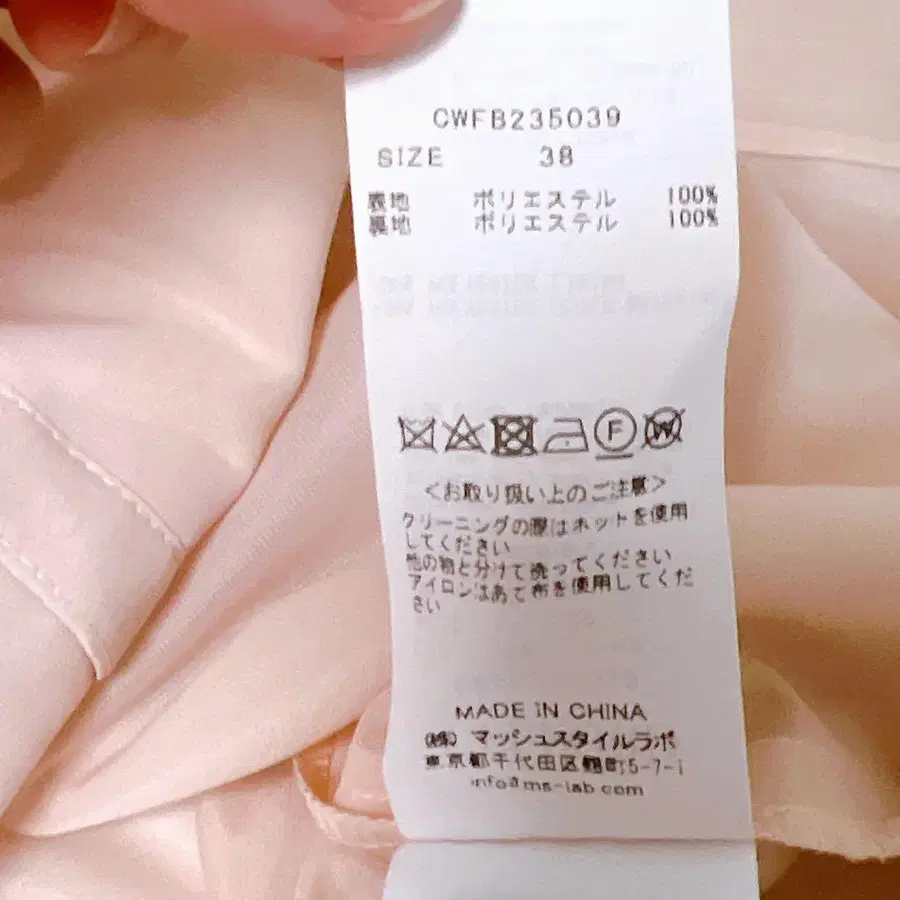 CWFB235039
SIZE 38
表地 ポリエステル 100%
裏地 ポリエステル 100%
F
W
<お取り扱い上のご注意>
クリーニングの際はネットを使用
してください
他の物と分けて洗ってください
アイロンはあて布を使用してくだ
さい
MADE IN CHINA
(株) マッシュスタイルラボ
東京都千代田区麹町5-7-1
info@ms-lab.com